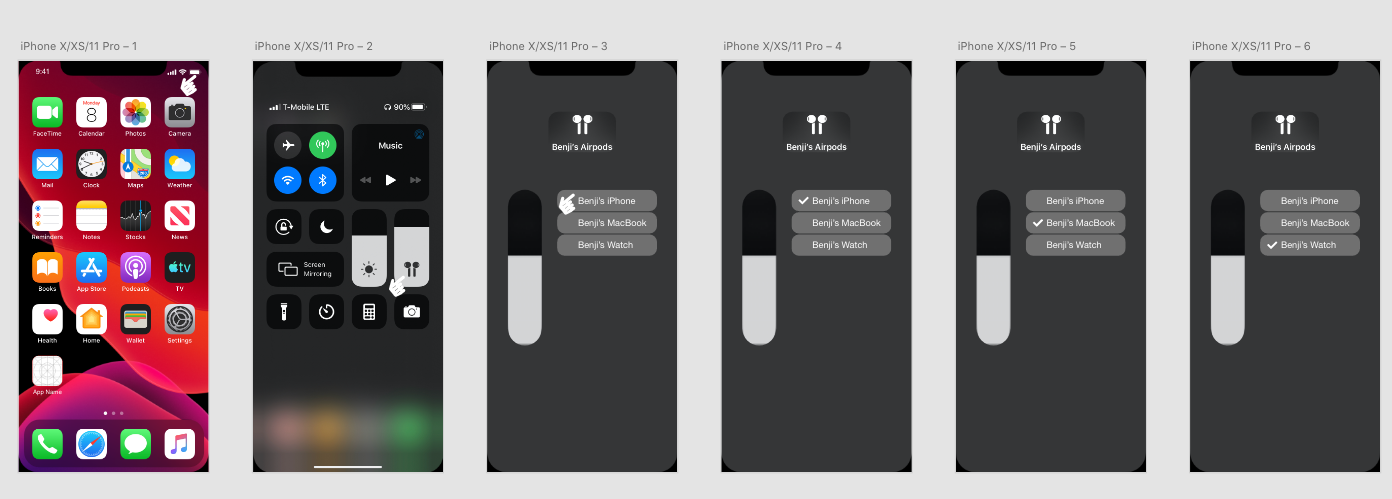 iPhone X/XS/11 Pro – 1
9:41
FaceTime
Monday
8
Calendar
Photos
Camera
Mail
Clock
Maps
Weather
Reminders
Notes
Stocks
News
Books
App Store
Podcasts
tv
TV
Health
Home
Wallet
Settings
App Name
iPhone X/XS/11 Pro – 2
T-Mobile LTE
90%
Music
Screen
Mirroring
iPhone X/XS/11 Pro – 3
Benji's Airpods
Benji's iPhone
Benji's MacBook
Benji's Watch
iPhone X/XS/11 Pro – 4
Benji's Airpods
Benji's iPhone
Benji's MacBook
Benji's Watch
iPhone X/XS/11 Pro – 5
Benji's Airpods
Benji's iPhone
Benji's MacBook
Benji's Watch
iPhone X/XS/11 Pro – 6
Benji's Airpods
Benji's iPhone
Benji's MacBook
Benji's Watch